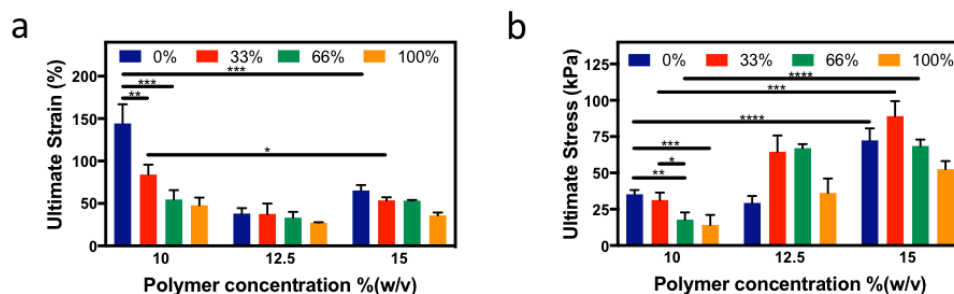 a
0% 33% 66% 100%
Ultimate Strain (%)
200
150
100
50
0
***
***
**
*
10 12.5 15
Polymer concentration %(w/v)
b
0% 33% 66% 100%
Ultimate Stress (kPa)
125
100
75
50
25
0
****
***
****
***
*
**
10 12.5 15
Polymer concentration %(w/v)